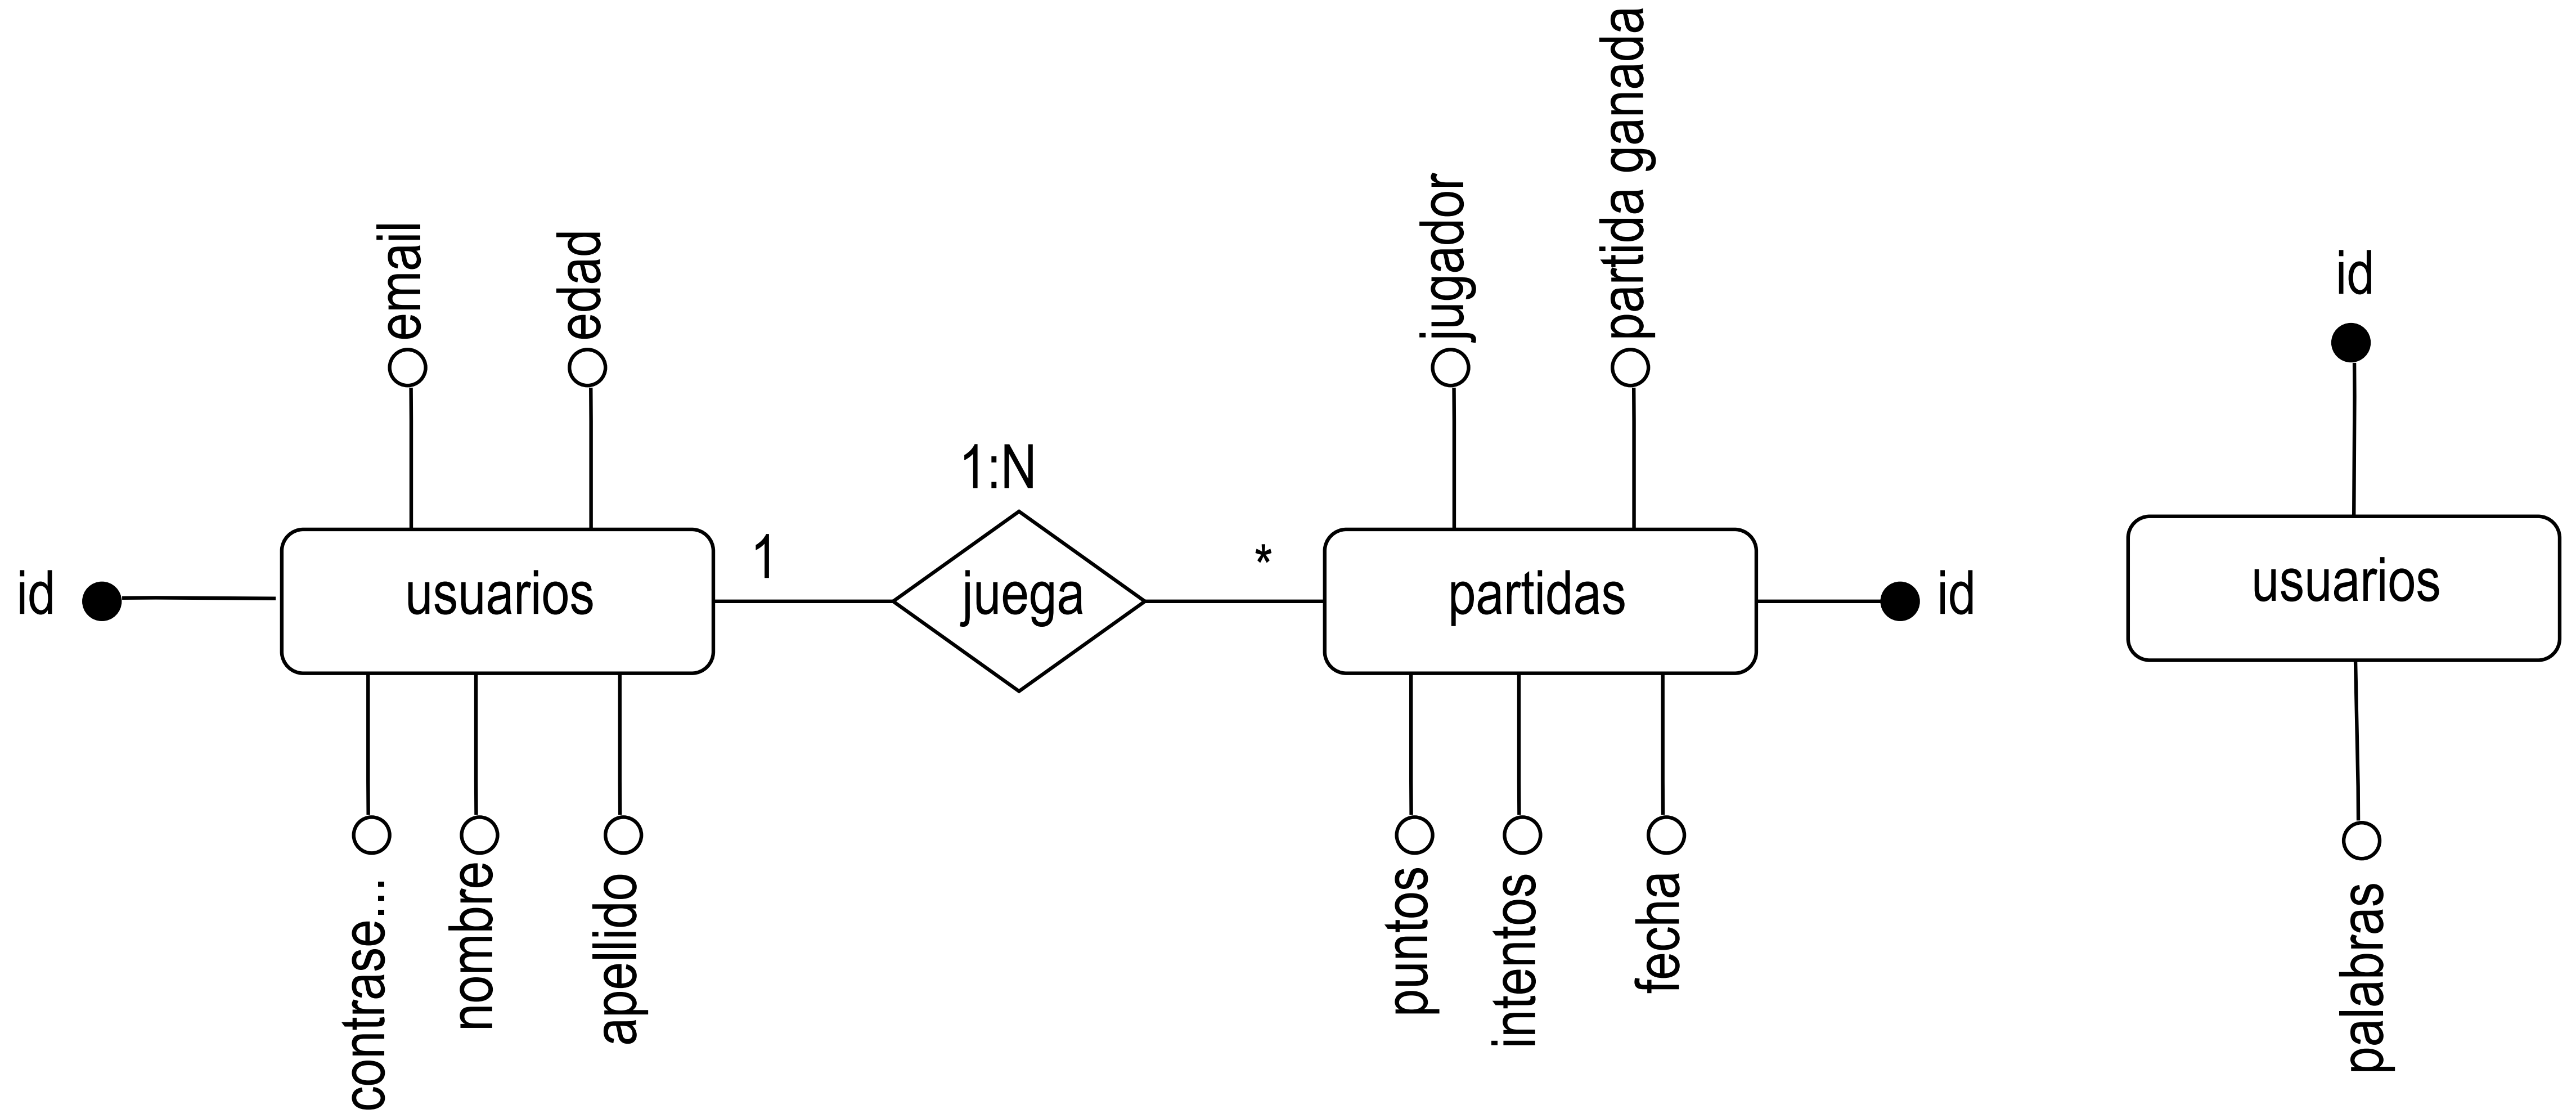 partida ganada
jugador
email
edad
id
1:N
1
*
id
usuarios
juega
partidas
id
usuarios
contrase...
nombre
apellido
puntos
intentos
fecha
palabras